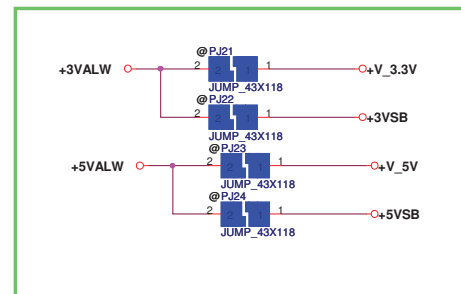 @ PJ21
+3VALW 2 2 1 1 +V_3.3V
JUMP_43X118
@ PJ22
2 2 1 1 +3VSB
JUMP_43X118
@ PJ23
+5VALW 2 2 1 1 +V_5V
JUMP_43X118
@ PJ24
2 2 1 1 +5VSB
JUMP_43X118